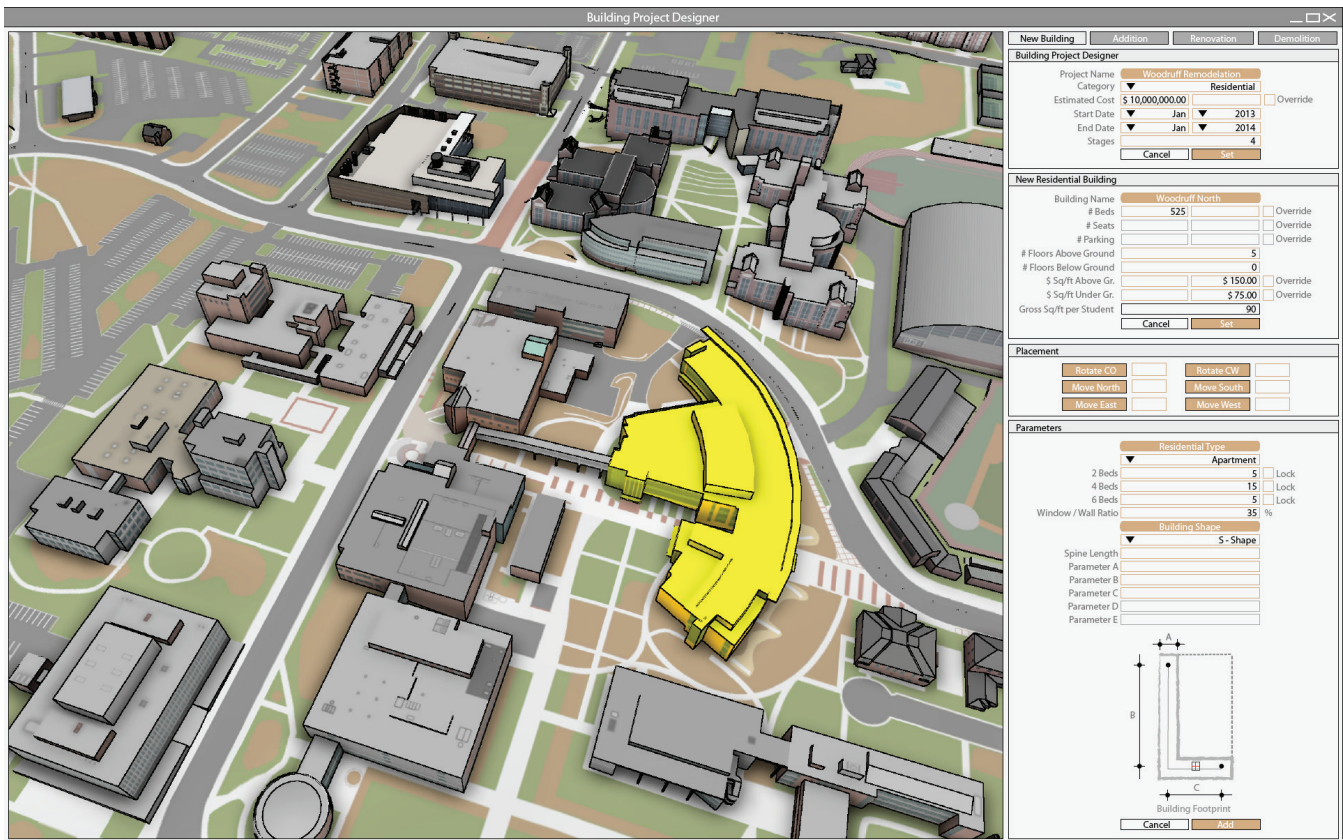 Building Project Designer
New Building Addition Renovation Demolition
Building Project Designer
Project Name Woodruff Remodelation
Category ▼ Residential
Estimated Cost $ 10,000,000.00 Override
Start Date ▼ Jan ▼ 2013
End Date ▼ Jan ▼ 2014
Stages 4
Cancel Set
New Residential Building
Building Name Woodruff North
# Beds 525 Override
# Seats Override
# Parking Override
# Floors Above Ground 5
# Floors Below Ground 0
$ Sq/ft Above Gr. $ 150.00 Override
$ Sq/ft Under Gr. $ 75.00 Override
Gross Sq/ft per Student 90
Cancel Set
Placement
Rotate CO Rotate CW
Move North Move South
Move East Move West
Parameters
Residential Type
▼ Apartment
2 Beds 5 Lock
4 Beds 15 Lock
6 Beds 5 Lock
Window / Wall Ratio 35 %
Building Shape
▼ S - Shape
Spine Length
Parameter A
Parameter B
Parameter C
Parameter D
Parameter E
A
B
C
Building Footprint
Cancel Add